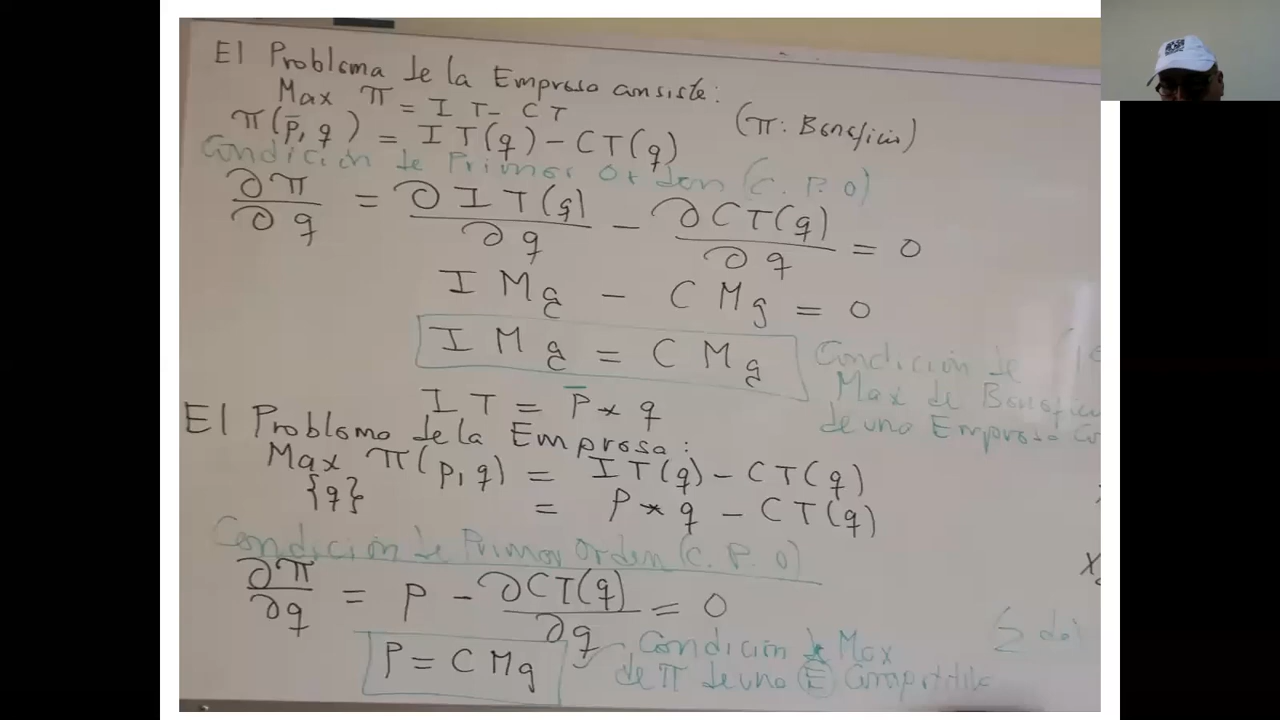 El Problema de la Empresa consiste:
Max π = IT - CT
(π: Beneficio)
π(p̄, q) = IT(q) - CT(q)
Condición de Primer Orden (C.P.O)
∂π/∂q = ∂IT(q)/∂q - ∂CT(q)/∂q = 0
IMg - CMg = 0
IMg = CMg
Condición de
Max de Benefici
de una Empresa Co
IT = P̄ * q
El Problema de la Empresa:
Max π(p, q) = IT(q) - CT(q)
{q} = P * q - CT(q)
Condición de Primer Orden (C.P.O)
∂π/∂q = P - ∂CT(q)/∂q = 0
P = CMg
Condición de Max
de π de una E Competitiva